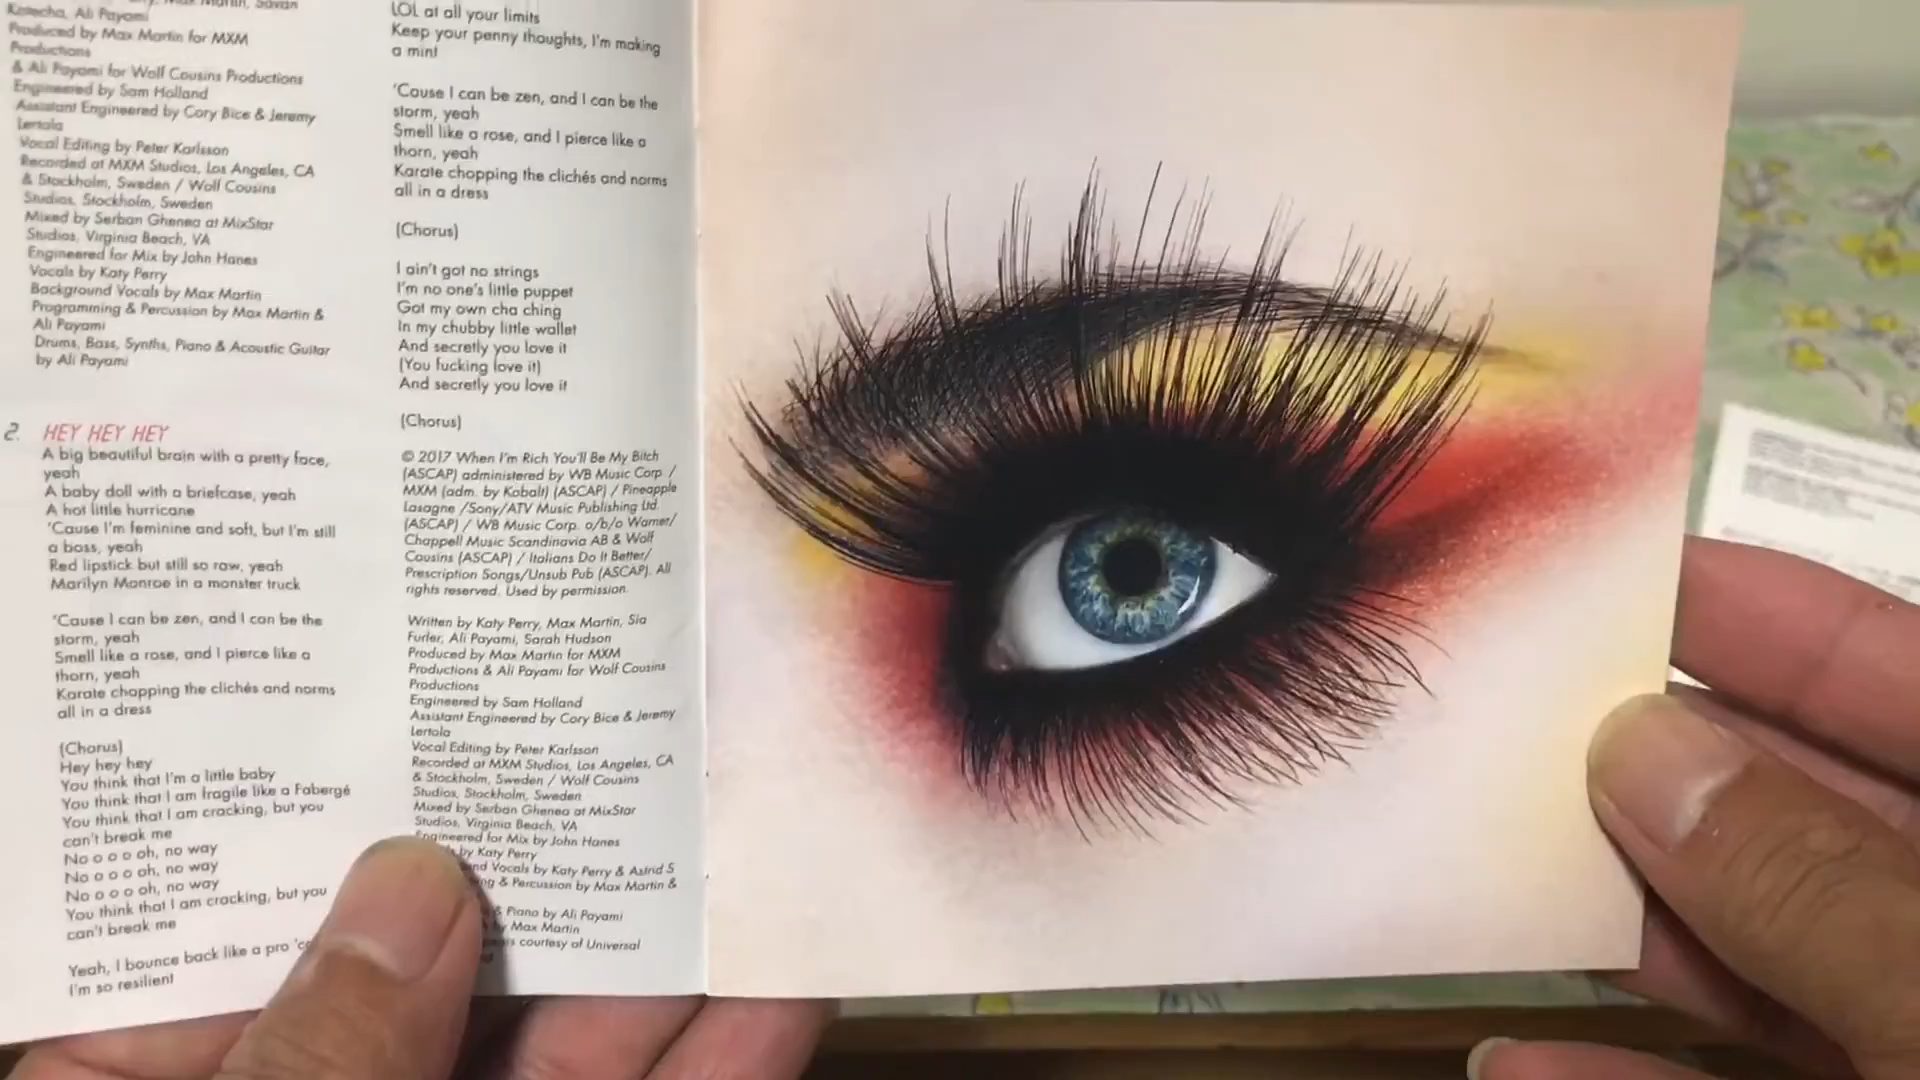 Kotecha, Ali Payami
Produced by Max Martin for MXM
Productions
& Ali Payami for Wolf Cousins Productions
Engineered by Sam Holland
Assistant Engineered by Cory Bice & Jeremy
Lertola
Vocal Editing by Peter Karlsson
Recorded at MXM Studios, Los Angeles, CA
& Stockholm, Sweden / Wolf Cousins
Studios, Stockholm, Sweden
Mixed by Serban Ghenea at MixStar
Studios, Virginia Beach, VA
Engineered for Mix by John Hanes
Vocals by Katy Perry
Background Vocals by Max Martin
Programming & Percussion by Max Martin &
Ali Payami
Drums, Bass, Synths, Piano & Acoustic Guitar
by Ali Payami
2. HEY HEY HEY
A big beautiful brain with a pretty face,
yeah
A baby doll with a briefcase, yeah
A hot little hurricane
'Cause I'm feminine and soft, but I'm still
a boss, yeah
Red lipstick but still so raw, yeah
Marilyn Monroe in a monster truck
'Cause I can be zen, and I can be the
storm, yeah
Smell like a rose, and I pierce like a
thorn, yeah
Karate chopping the clichés and norms
all in a dress
(Chorus)
Hey hey hey
You think that I'm a little baby
You think that I am fragile like a Fabergé
You think that I am cracking, but you
can't break me
No o o o oh, no way
No o o o oh, no way
No o o o oh, no way
You think that I am cracking, but you
can't break me
Yeah, I bounce back like a pro
I'm so resilient
LOL at all your limits
Keep your penny thoughts, I'm making
a mint
'Cause I can be zen, and I can be the
storm, yeah
Smell like a rose, and I pierce like a
thorn, yeah
Karate chopping the clichés and norms
all in a dress
(Chorus)
I ain't got no strings
I'm no one's little puppet
Got my own cha ching
In my chubby little wallet
And secretly you love it
(You fucking love it)
And secretly you love it
(Chorus)
© 2017 When I'm Rich You'll Be My Bitch
(ASCAP) administered by WB Music Corp. /
MXM (adm. by Kobalt) (ASCAP) / Pineapple
Lasagne /Sony/ATV Music Publishing Ltd.
(ASCAP) / WB Music Corp. o/b/o Warner/
Chappell Music Scandinavia AB & Wolf
Cousins (ASCAP) / Italians Do It Better/
Prescription Songs/Unsub Pub (ASCAP). All
rights reserved. Used by permission.
Written by Katy Perry, Max Martin, Sia
Furler, Ali Payami, Sarah Hudson
Produced by Max Martin for MXM
Productions & Ali Payami for Wolf Cousins
Productions
Engineered by Sam Holland
Assistant Engineered by Cory Bice & Jeremy
Lertola
Vocal Editing by Peter Karlsson
Recorded at MXM Studios, Los Angeles, CA
& Stockholm, Sweden / Wolf Cousins
Studios, Stockholm, Sweden
Mixed by Serban Ghenea at MixStar
Studios, Virginia Beach, VA
Engineered for Mix by John Hanes
by Katy Perry
Vocals by Katy Perry & Astrid S
& Percussion by Max Martin &
& Piano by Ali Payami
by Max Martin
courtesy of Universal